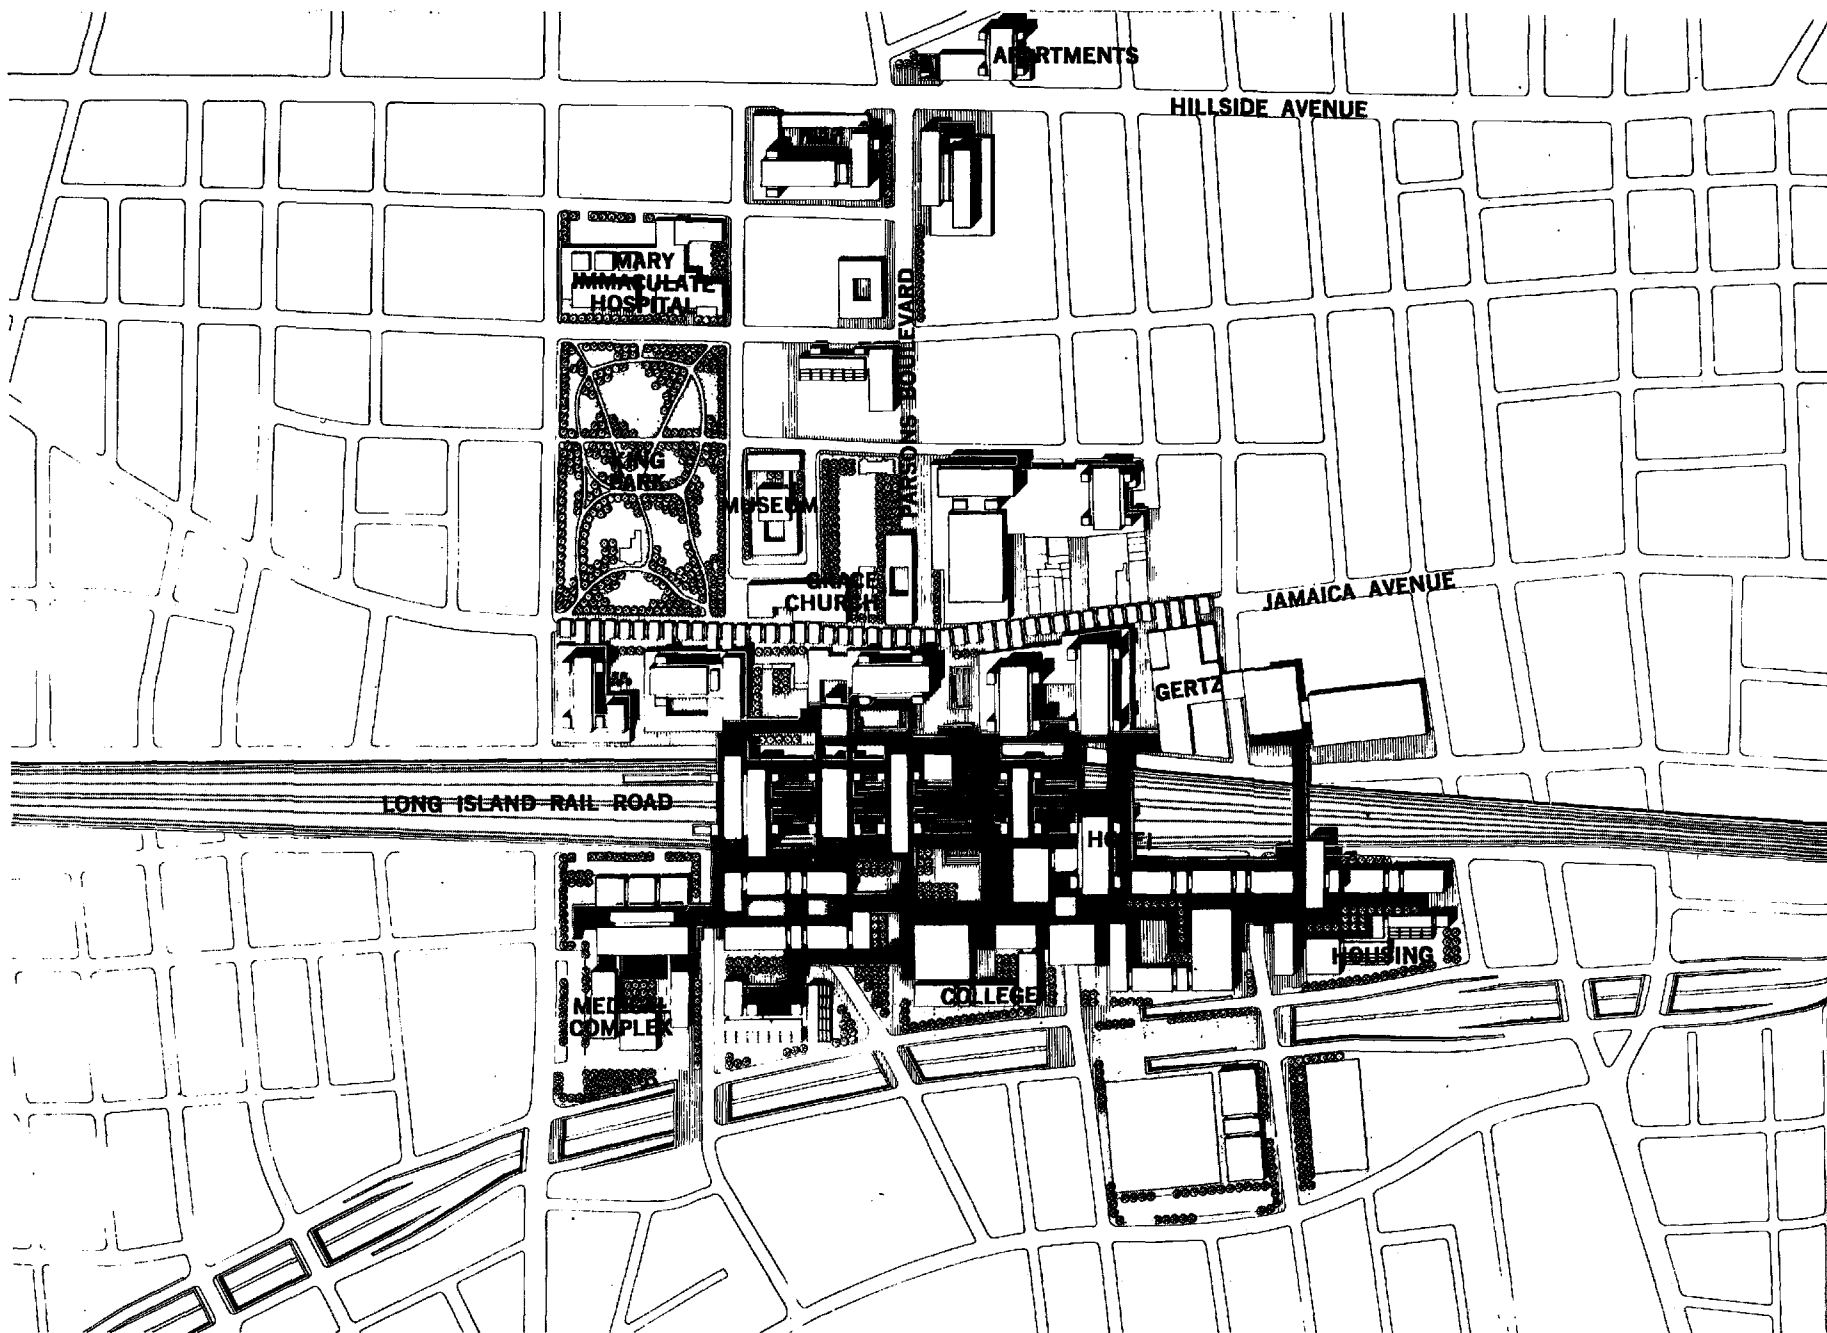 APARTMENTS
HILLSIDE AVENUE
MARY
IMMACULATE
HOSPITAL
PARSONS BOULEVARD
KING
PARK
MUSEUM
GRACE
CHURCH
JAMAICA AVENUE
GERTZ
LONG ISLAND RAIL ROAD
HOTEL
HOUSING
COLLEGE
MEDICAL
COMPLEX